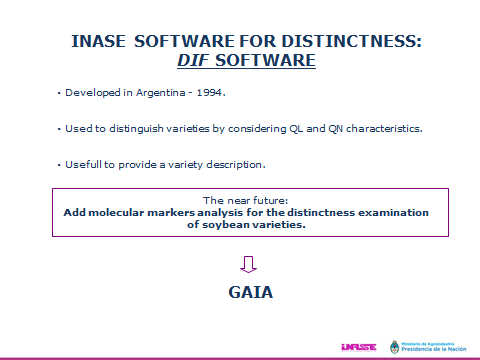 INASE SOFTWARE FOR DISTINCTNESS:
DIF SOFTWARE
• Developed in Argentina - 1994.
• Used to distinguish varieties by considering QL and QN characteristics.
• Usefull to provide a variety description.
The near future:
Add molecular markers analysis for the distinctness examination
of soybean varieties.
GAIA
INASE
Ministerio de Agroindustria
Presidencia de la Nación